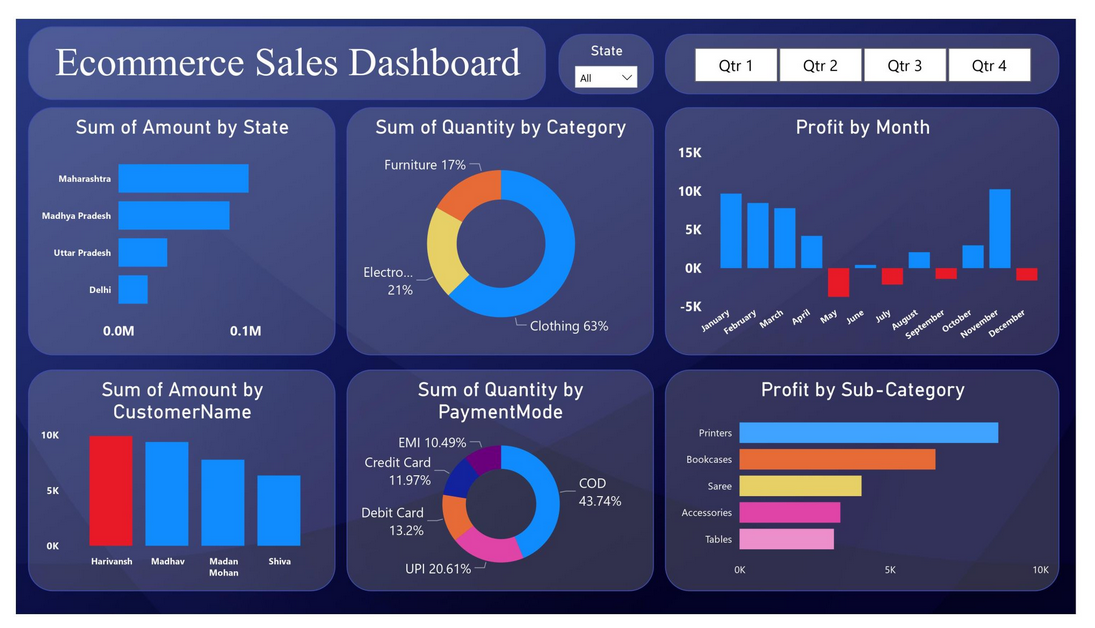 Ecommerce Sales Dashboard
State
All
Qtr 1
Qtr 2
Qtr 3
Qtr 4
Sum of Amount by State
Maharashtra
Madhya Pradesh
Uttar Pradesh
Delhi
0.0M
0.1M
Sum of Quantity by Category
Furniture 17%
Electro...
21%
Clothing 63%
Profit by Month
15K
10K
5K
0K
-5K
January
February
March
April
May
June
July
August
September
October
November
December
Sum of Amount by
CustomerName
10K
5K
0K
Harivansh
Madhav
Madan
Mohan
Shiva
Sum of Quantity by
PaymentMode
EMI 10.49%
Credit Card
11.97%
Debit Card
13.2%
UPI 20.61%
COD
43.74%
Profit by Sub-Category
Printers
Bookcases
Saree
Accessories
Tables
0K
5K
10K